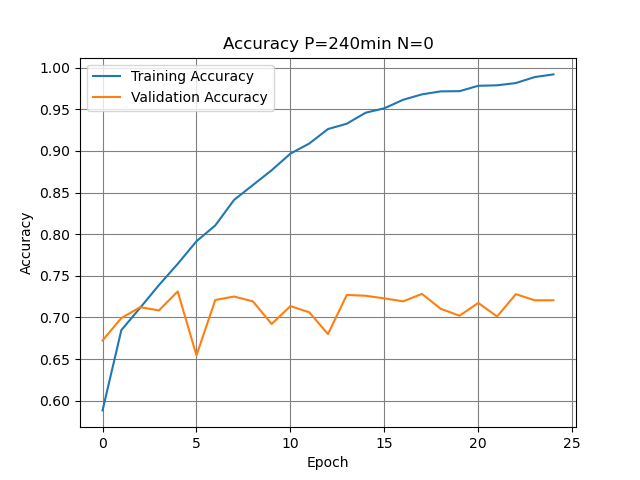 Accuracy P=240min N=0
Training Accuracy
Validation Accuracy
1.00
0.95
0.90
0.85
0.80
0.75
0.70
0.65
0.60
Accuracy
0 5 10 15 20 25
Epoch